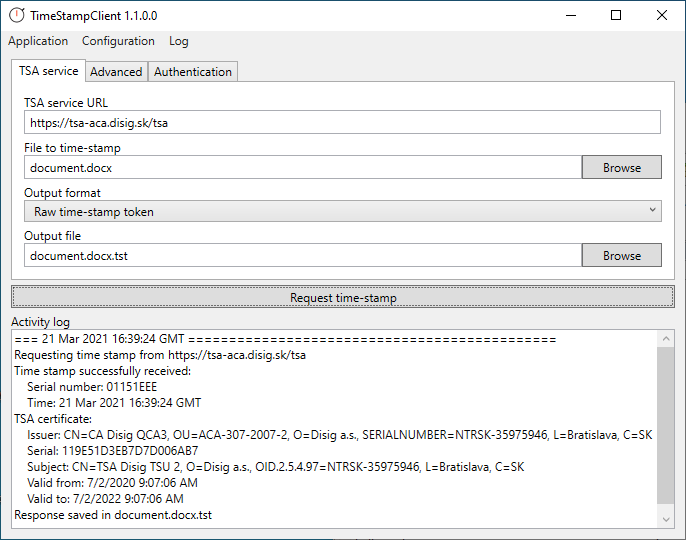 TimeStampClient 1.1.0.0
Application Configuration Log
TSA service Advanced Authentication
TSA service URL
https://tsa-aca.disig.sk/tsa
File to time-stamp
document.docx Browse
Output format
Raw time-stamp token
Output file
document.docx.tst Browse
Request time-stamp
Activity log
=== 21 Mar 2021 16:39:24 GMT =============================================
Requesting time stamp from https://tsa-aca.disig.sk/tsa
Time stamp successfully received:
Serial number: 01151EEE
Time: 21 Mar 2021 16:39:24 GMT
TSA certificate:
Issuer: CN=CA Disig QCA3, OU=ACA-307-2007-2, O=Disig a.s., SERIALNUMBER=NTRSK-35975946, L=Bratislava, C=SK
Serial: 119E51D3EB7D7D006AB7
Subject: CN=TSA Disig TSU 2, O=Disig a.s., OID.2.5.4.97=NTRSK-35975946, L=Bratislava, C=SK
Valid from: 7/2/2020 9:07:06 AM
Valid to: 7/2/2022 9:07:06 AM
Response saved in document.docx.tst